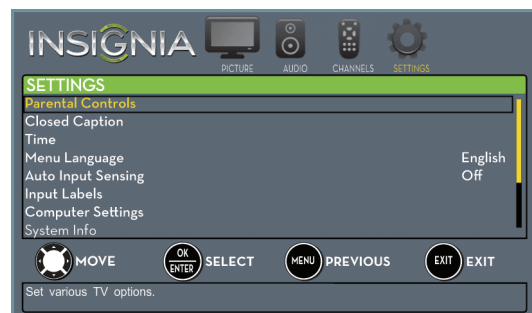 INSIGNIA
PICTURE AUDIO CHANNELS SETTINGS
SETTINGS
Parental Controls
Closed Caption
Time
Menu Language English
Auto Input Sensing Off
Input Labels
Computer Settings
System Info
MOVE OK ENTER SELECT MENU PREVIOUS EXIT EXIT
Set various TV options.